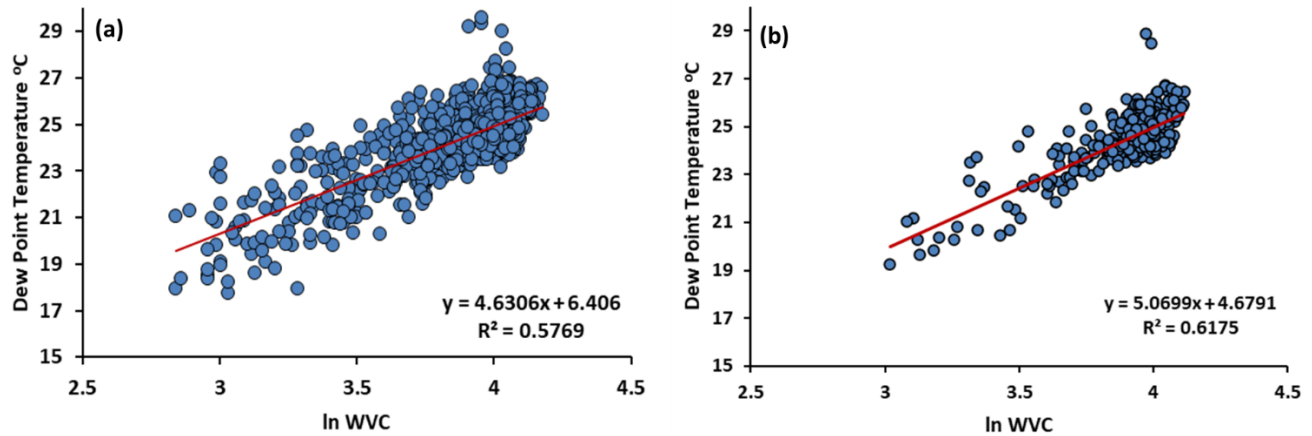 (a)
Dew Point Temperature ºC
29
27
25
23
21
19
17
15
y = 4.6306x + 6.406
R² = 0.5769
2.5 3 3.5 4 4.5
ln WVC
(b)
Dew Point Temperature ºC
29
27
25
23
21
19
17
15
y = 5.0699x + 4.6791
R² = 0.6175
2.5 3 3.5 4 4.5
ln WVC